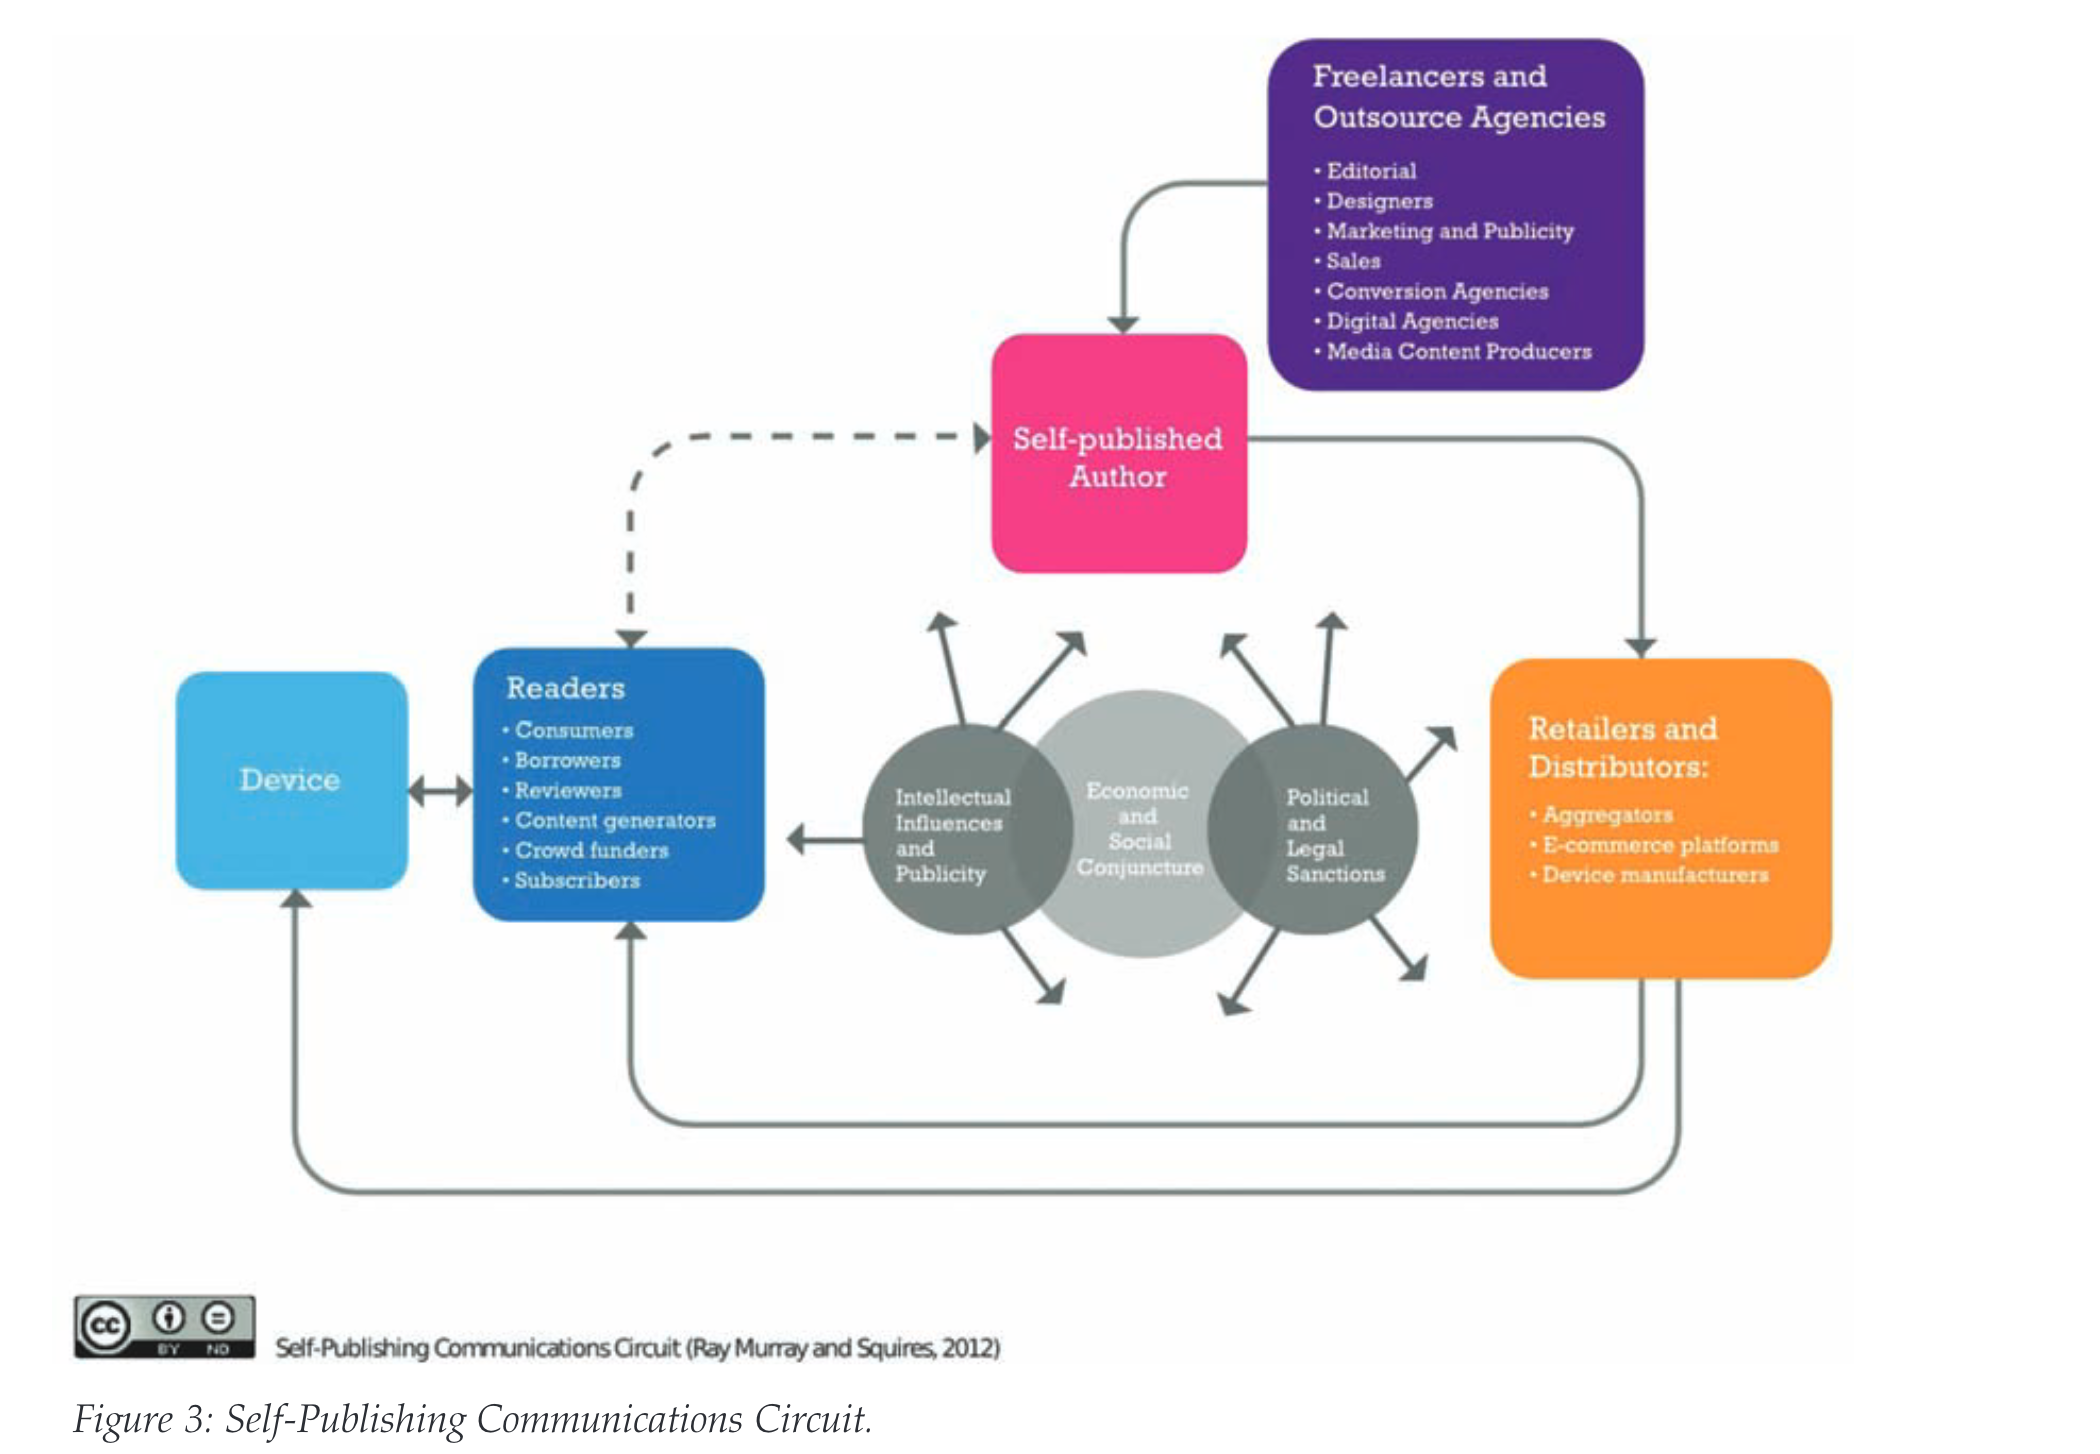 Freelancers and
Outsource Agencies
• Editorial
• Designers
• Marketing and Publicity
• Sales
• Conversion Agencies
• Digital Agencies
• Media Content Producers
Self-published
Author
Readers
• Consumers
• Borrowers
• Reviewers
• Content generators
• Crowd funders
• Subscribers
Device
Intellectual
Influences
and
Publicity
Economic
and
Social
Conjuncture
Political
and
Legal
Sanctions
Retailers and
Distributors:
• Aggregators
• E-commerce platforms
• Device manufacturers
cc
BY ND
Self-Publishing Communications Circuit (Ray Murray and Squires, 2012)
Figure 3: Self-Publishing Communications Circuit.